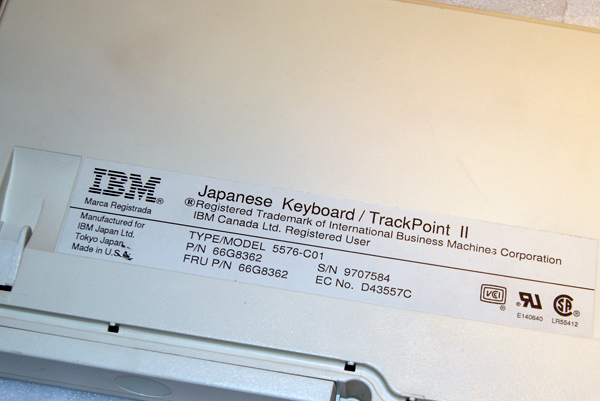 IBM®
Marca Registrada
Japanese Keyboard / TrackPoint II
®Registered Trademark of International Business Machines Corporation
IBM Canada Ltd. Registered User
Manufactured for
IBM Japan Ltd.
Tokyo Japan
Made in U.S.A
TYPE/MODEL 5576-C01
P/N 66G8362 S/N 9707584
FRU P/N 66G8362 EC No. D43557C
VCI ®
E140640
LR55412